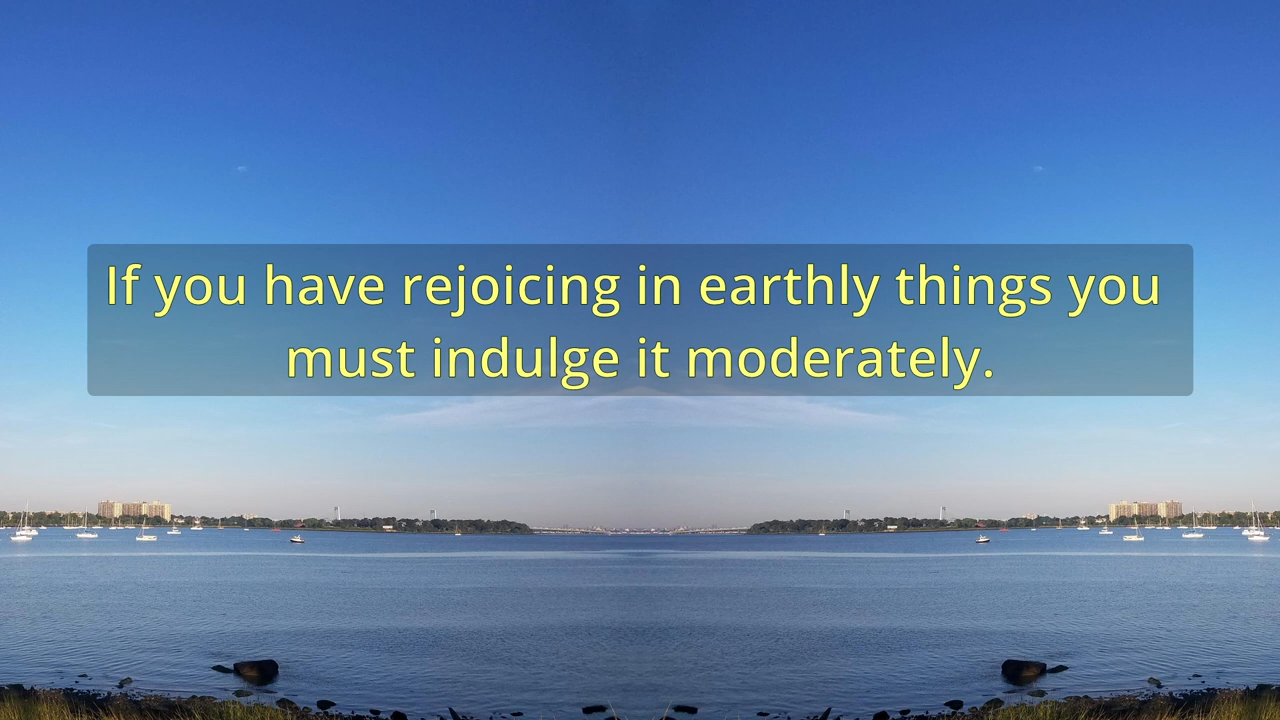 If you have rejoicing in earthly things you
must indulge it moderately.